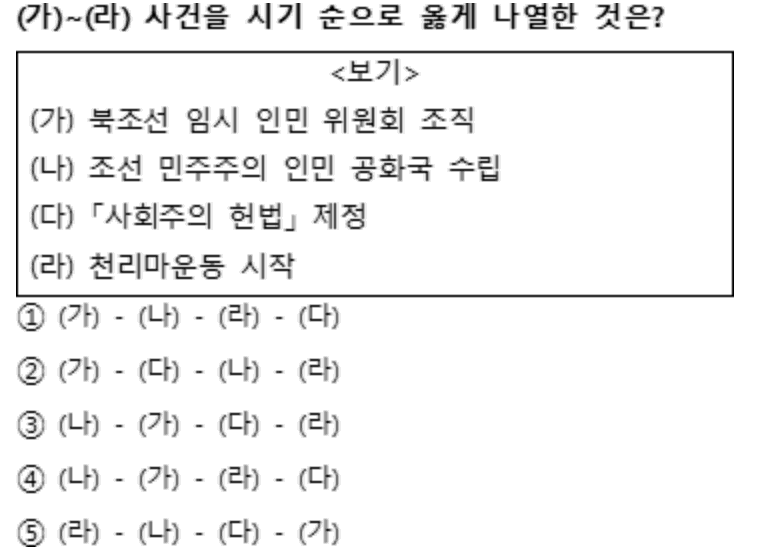 (가)~(라) 사건을 시기 순으로 옳게 나열한 것은?
<보기>
(가) 북조선 임시 인민 위원회 조직
(나) 조선 민주주의 인민 공화국 수립
(다) 「사회주의 헌법」 제정
(라) 천리마운동 시작
① (가) - (나) - (라) - (다)
② (가) - (다) - (나) - (라)
③ (나) - (가) - (다) - (라)
④ (나) - (가) - (라) - (다)
⑤ (라) - (나) - (다) - (가)